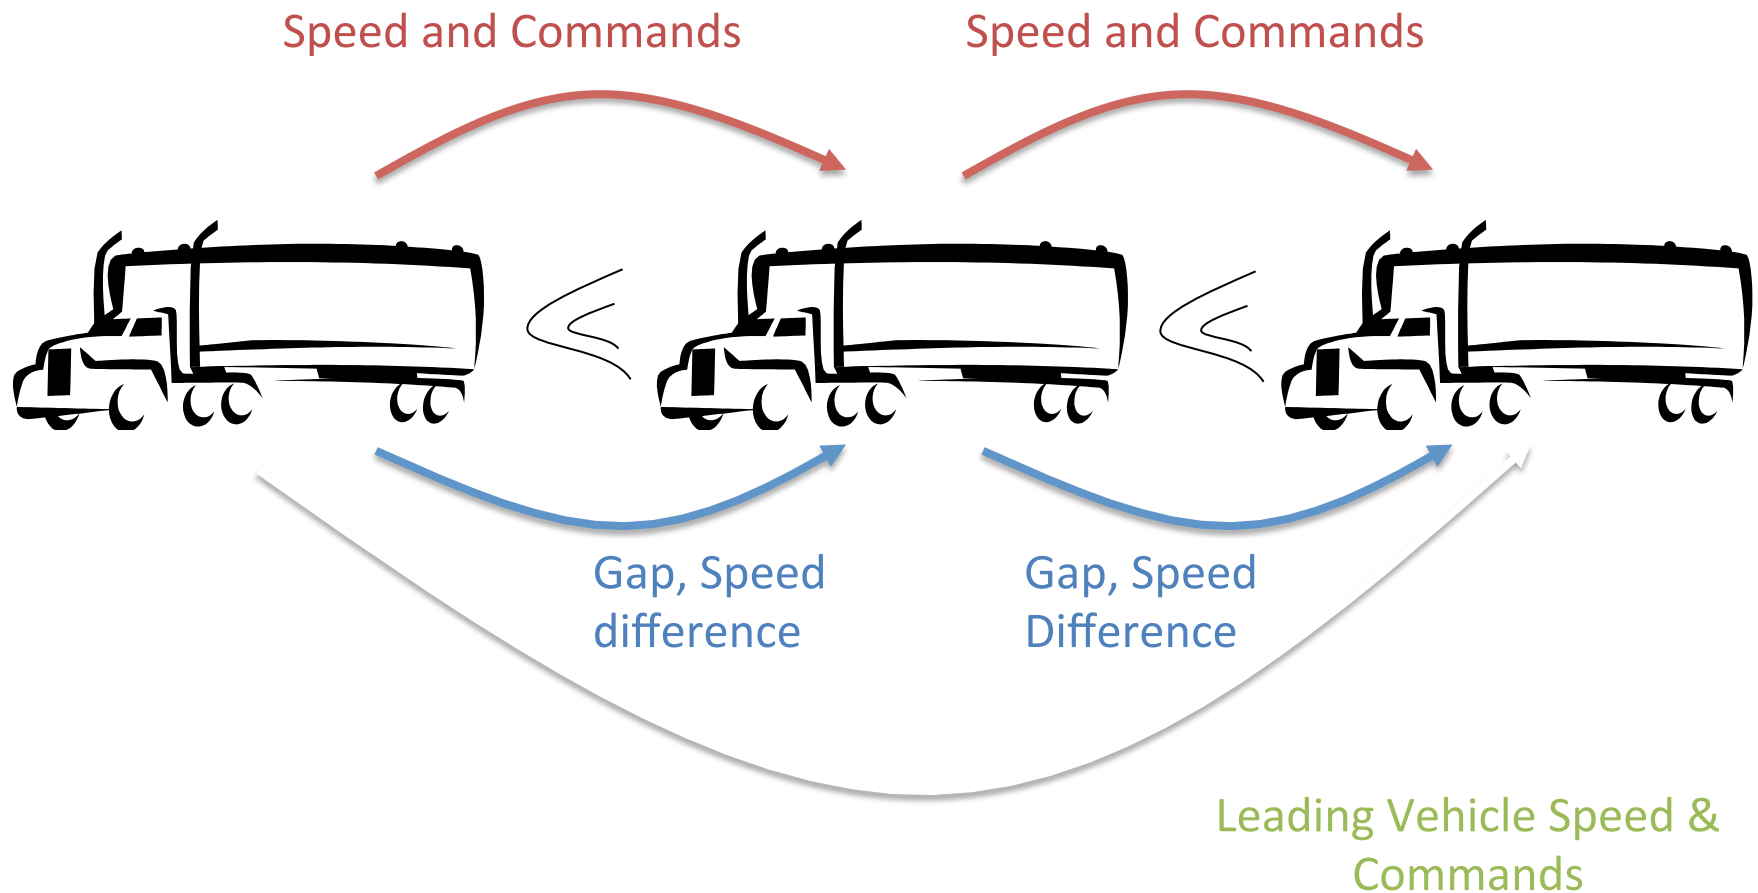 Speed and Commands
Speed and Commands
Gap, Speed
difference
Gap, Speed
Difference
Leading Vehicle Speed &
Commands